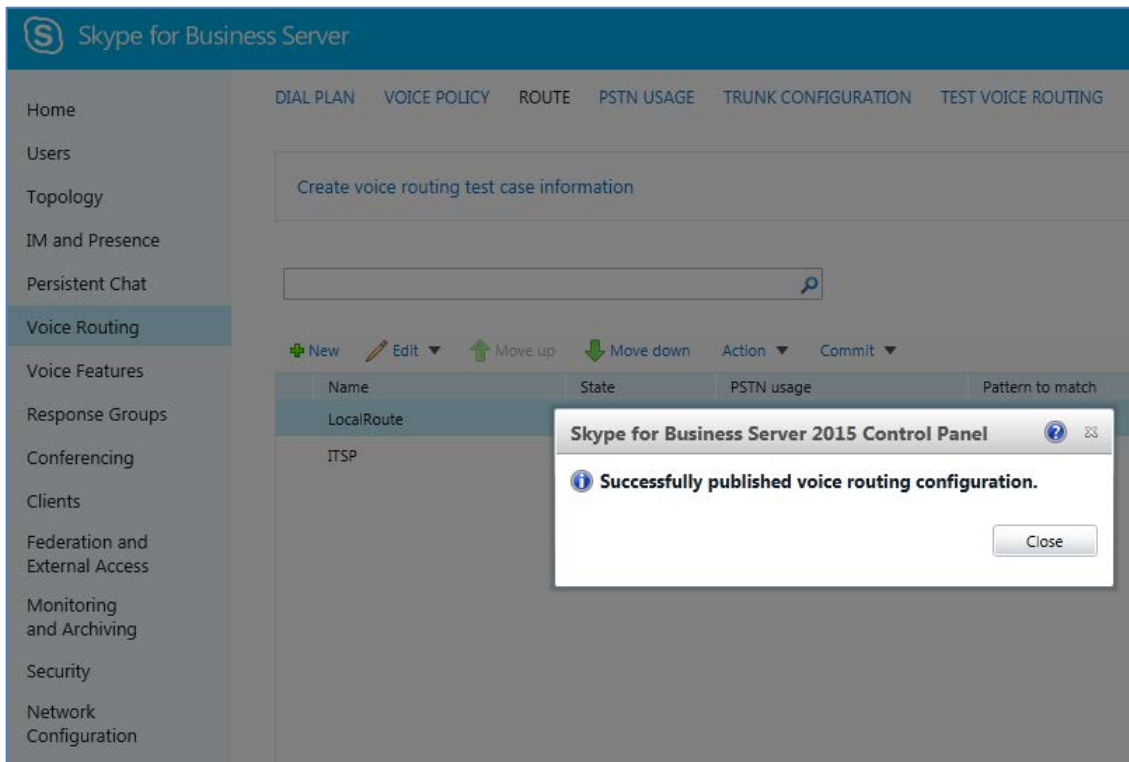 Skype for Business Server
DIAL PLAN VOICE POLICY ROUTE PSTN USAGE TRUNK CONFIGURATION TEST VOICE ROUTING
Home
Users
Topology
IM and Presence
Persistent Chat
Voice Routing
Voice Features
Response Groups
Conferencing
Clients
Federation and
External Access
Monitoring
and Archiving
Security
Network
Configuration
Create voice routing test case information
New Edit Move up Move down Action Commit
Name State PSTN usage Pattern to match
LocalRoute
ITSP
Skype for Business Server 2015 Control Panel
Successfully published voice routing configuration.
Close